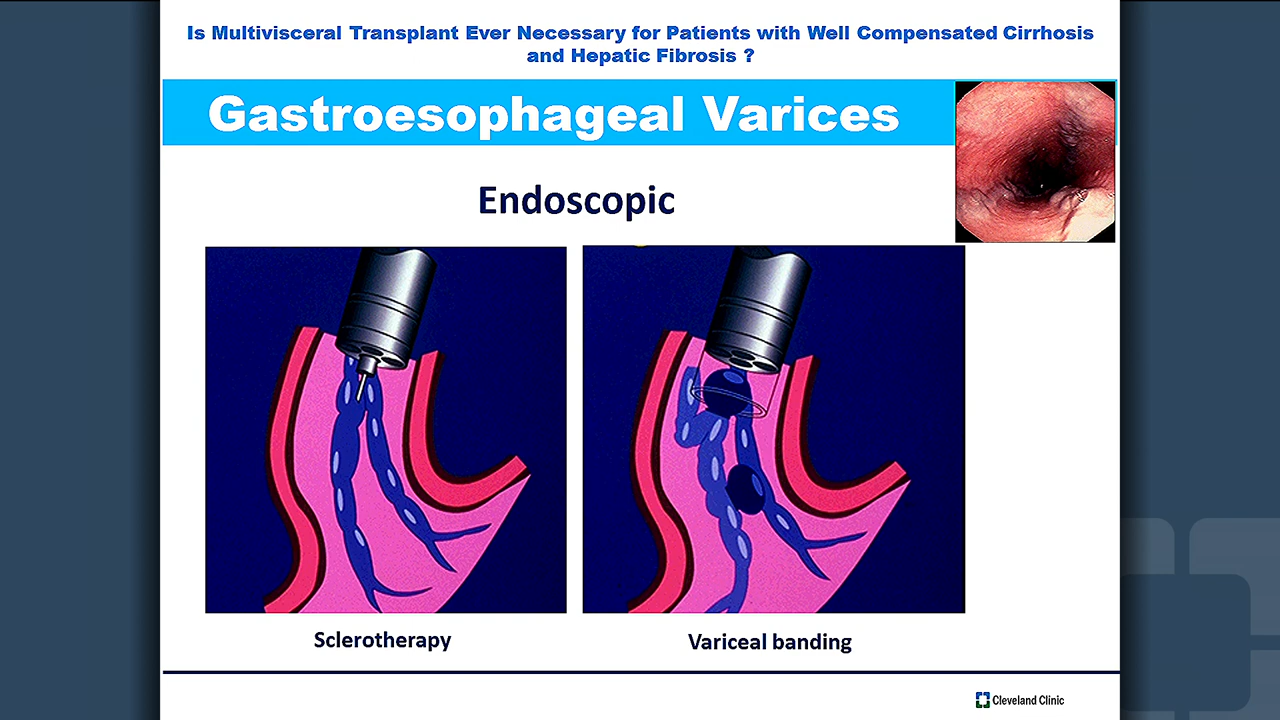 Is Multivisceral Transplant Ever Necessary for Patients with Well Compensated Cirrhosis
and Hepatic Fibrosis ?
Gastroesophageal Varices
Endoscopic
Sclerotherapy
Variceal banding
Cleveland Clinic